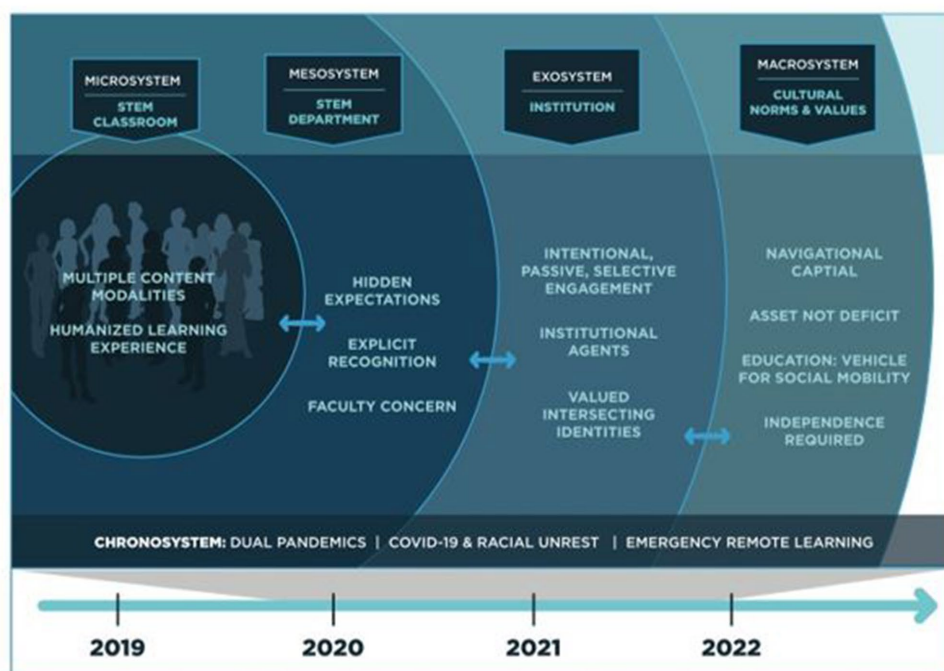 MICROSYSTEM
STEM
CLASSROOM
MESOSYSTEM
STEM
DEPARTMENT
EXOSYSTEM
INSTITUTION
MACROSYSTEM
CULTURAL
NORMS & VALUES
MULTIPLE CONTENT
MODALITIES
HUMANIZED LEARNING
EXPERIENCE
HIDDEN
EXPECTATIONS
EXPLICIT
RECOGNITION
FACULTY CONCERN
INTENTIONAL,
PASSIVE, SELECTIVE
ENGAGEMENT
INSTITUTIONAL
AGENTS
VALUED
INTERSECTING
IDENTITIES
NAVIGATIONAL
CAPTIAL
ASSET NOT DEFICIT
EDUCATION: VEHICLE
FOR SOCIAL MOBILITY
INDEPENDENCE
REQUIRED
CHRONOSYSTEM: DUAL PANDEMICS | COVID-19 & RACIAL UNREST | EMERGENCY REMOTE LEARNING
2019 2020 2021 2022